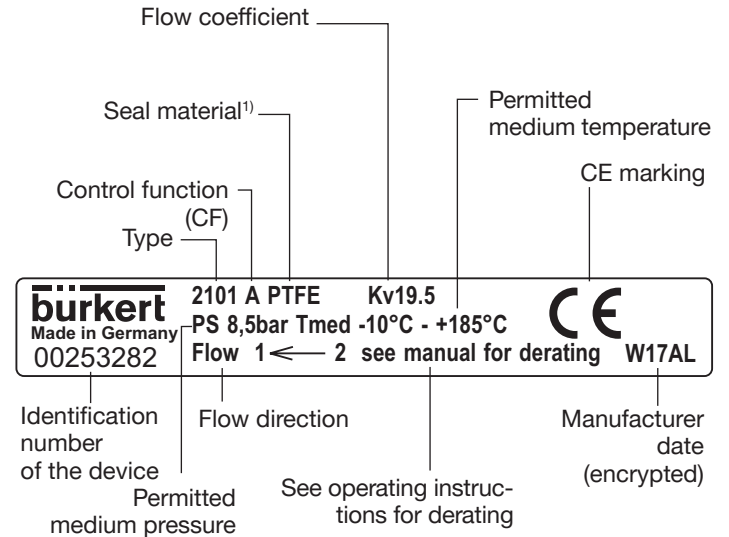 Flow coefficient
Seal material¹⁾
Permitted
medium temperature
Control function
(CF)
CE marking
Type
bürkert
Made in Germany
00253282
2101 A PTFE Kv19.5
PS 8,5bar Tmed -10°C - +185°C
Flow 1 ← 2 see manual for derating W17AL
CE
Identification
number
of the device
Flow direction
Manufacturer
date
(encrypted)
Permitted
medium pressure
See operating instruc-
tions for derating